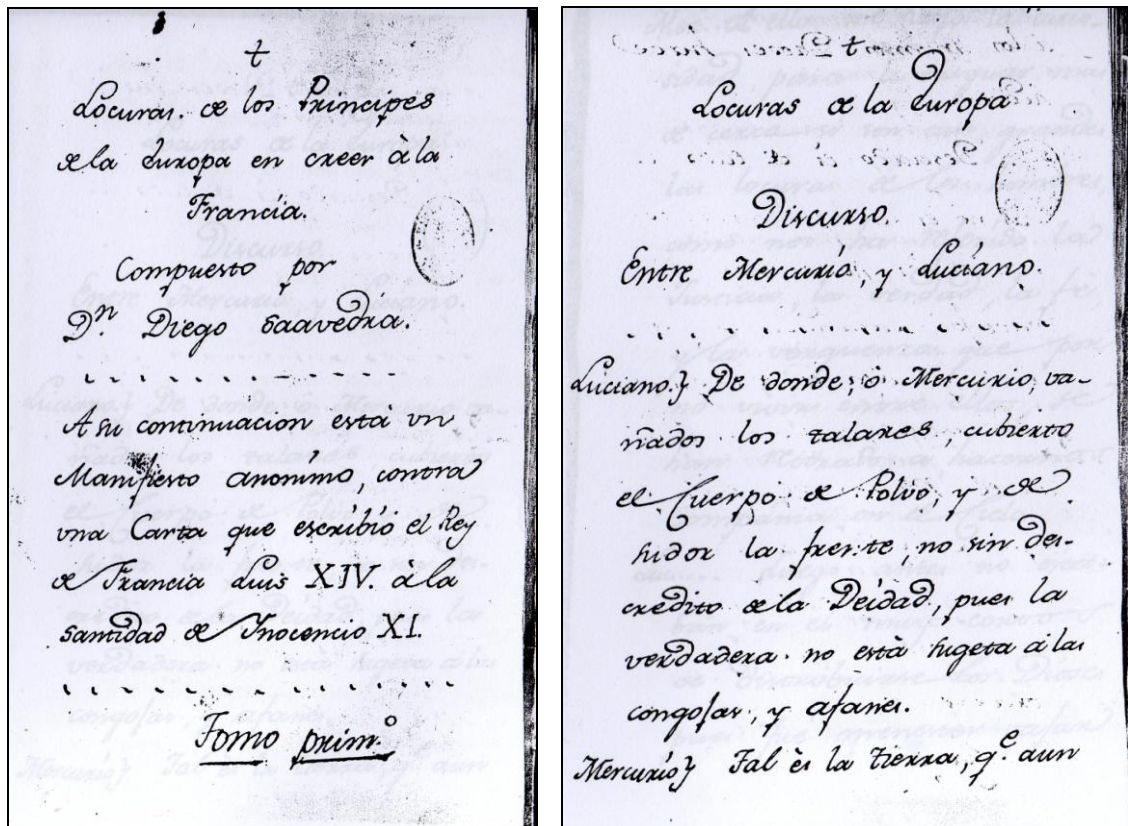 †
Locuras de los Principes
de la Europa en creer à la
Francia.
Compuesto por
Dn. Diego Saavedra.
A su continuacion està vn
Manifiesto anonimo, contra
vna Carta que escribiò el Rey
de Francia Luis XIV. à la
santidad de Inocencio XI.
Tomo prim.o
†
Locuras de la Europa
Discurso.
Entre Mercurio, y Luciano.
Luciano.} De donde, ò Mercurio, va-
ñados los talares, cubierto
el Cuerpo de Polvo, y de
sudor la frente, no sin des-
credito de la Deidad, pues la
verdadera no està sugeta à las
congojas, y afanes.
Mercurio} Tal es la tierra, q.e aun